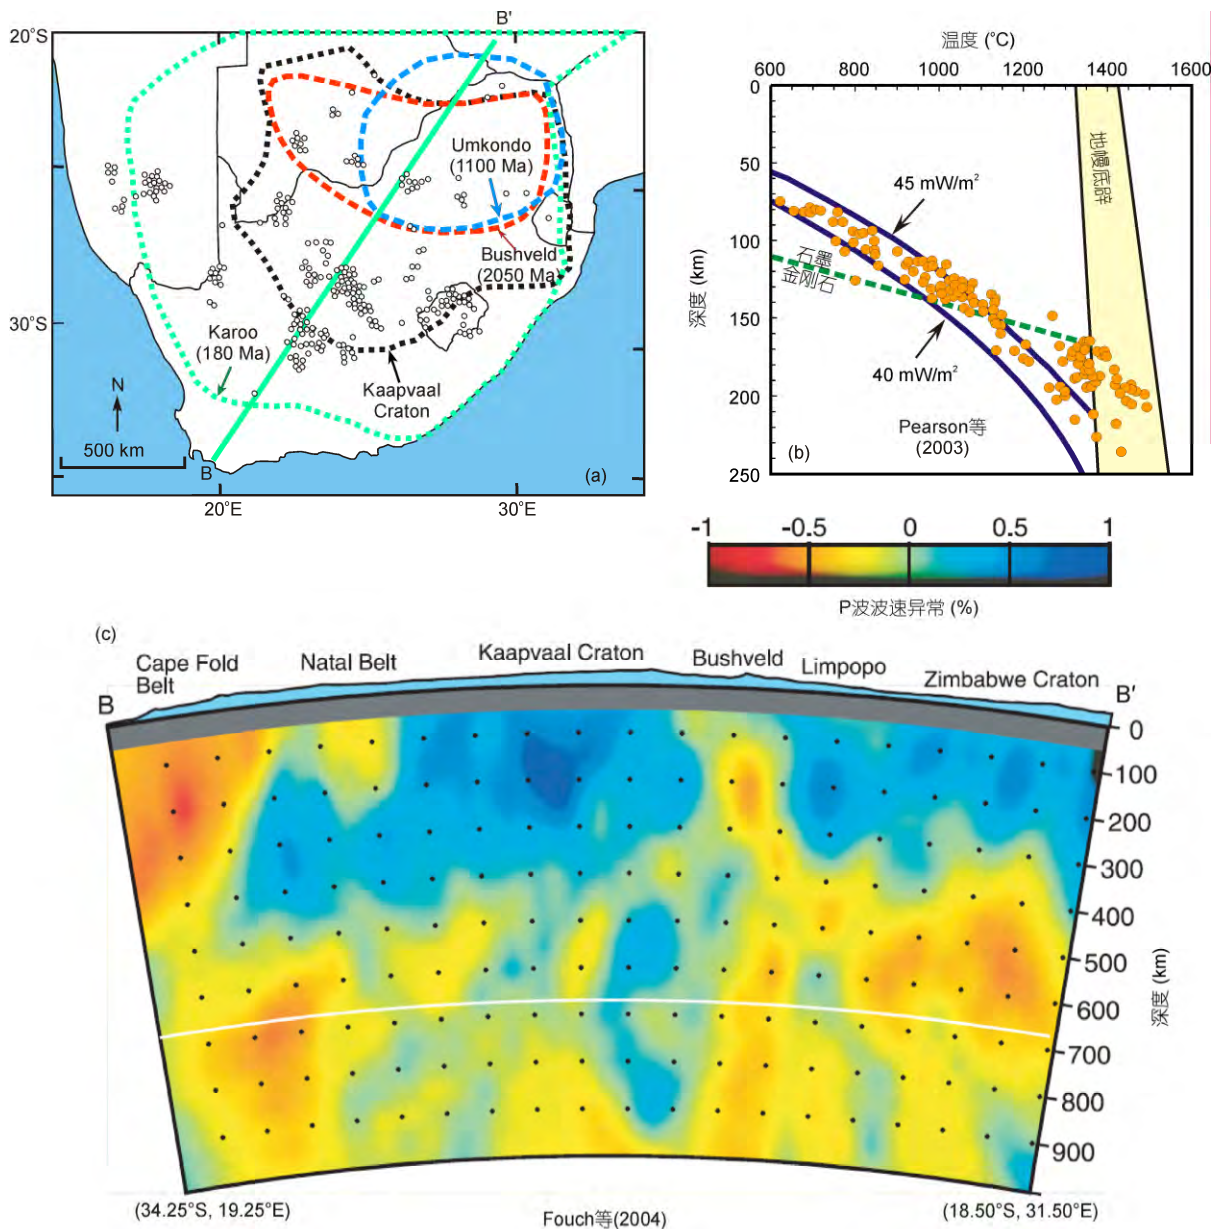 B'
20°S
Umkondo
(1100 Ma)
Bushveld
(2050 Ma)
30°S
Karoo
(180 Ma)
Kaapvaal
Craton
N
500 km
B
(a)
20°E
30°E
温度 (°C)
600
800
1000
1200
1400
1600
0
50
100
150
200
250
深度 (km)
地幔底辟
45 mW/m²
石墨
金刚石
40 mW/m²
Pearson等
(2003)
(b)
-1
-0.5
0
0.5
1
P波波速异常 (%)
(c)
Cape Fold
Belt
Natal Belt
Kaapvaal Craton
Bushveld
Limpopo
Zimbabwe Craton
B
B'
0
100
200
300
400
500
600
700
800
900
深度 (km)
(34.25°S, 19.25°E)
Fouch等(2004)
(18.50°S, 31.50°E)